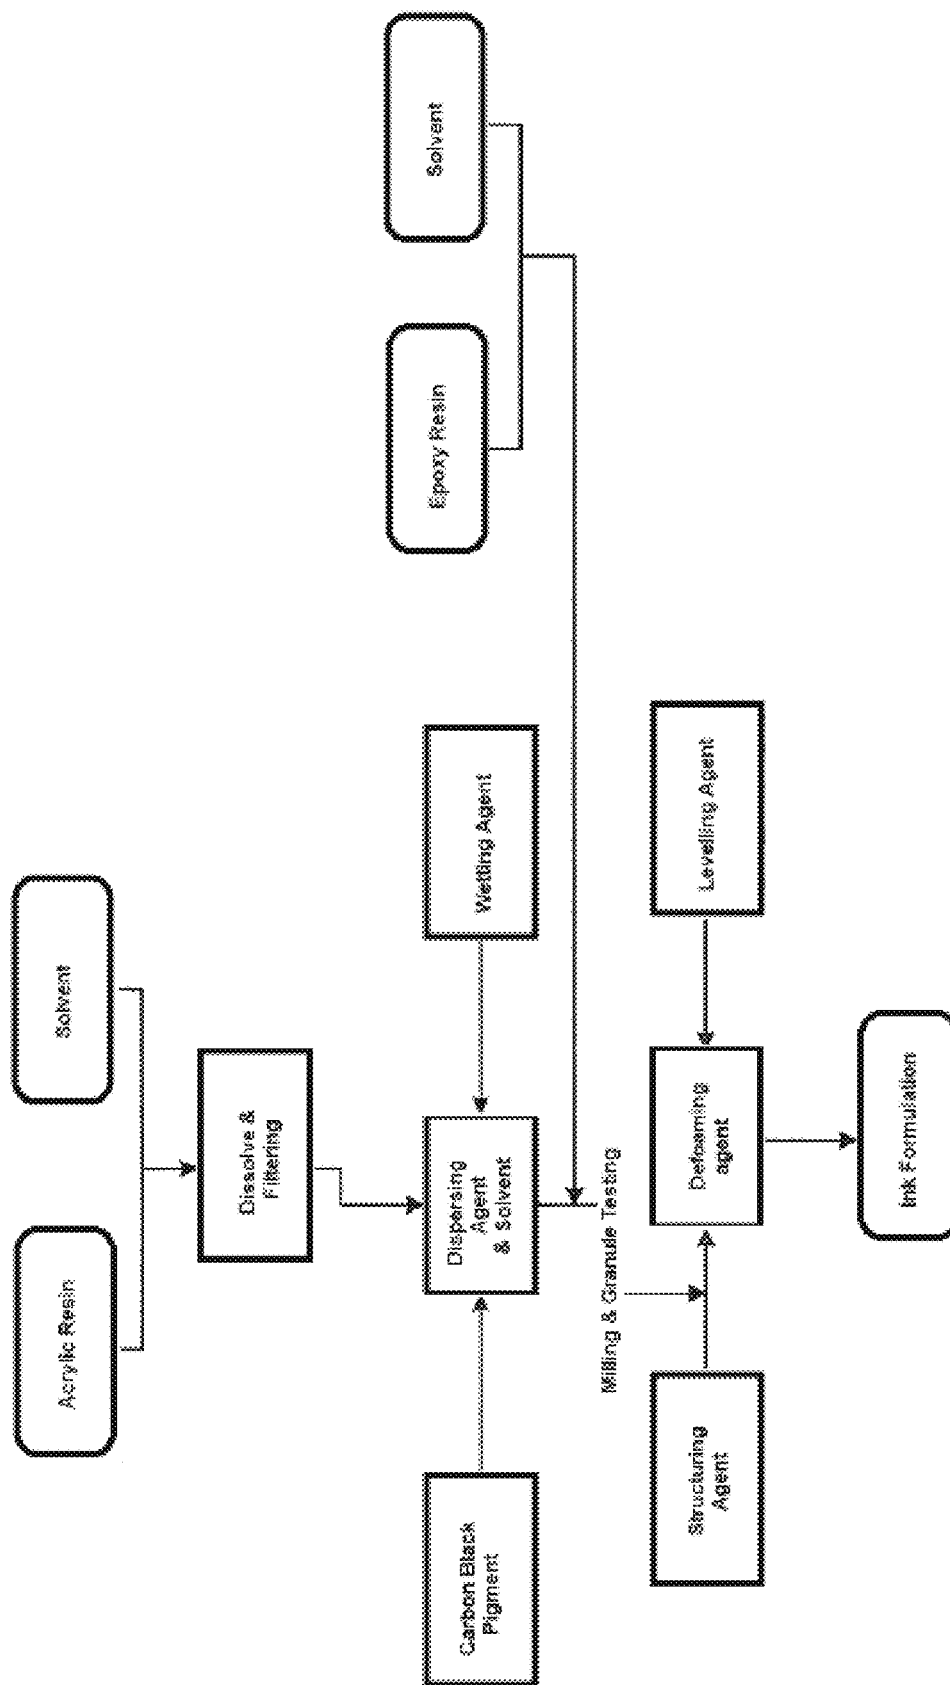 Acrylic Resin
Solvent
Dissolve &
Filtering
Carbon Black
Pigment
Dispersing
Agent
& Solvent
Wetting Agent
Epoxy Resin
Solvent
Milling & Granule Testing
Structuring
Agent
Defoaming
agent
Levelling Agent
Ink Formulation